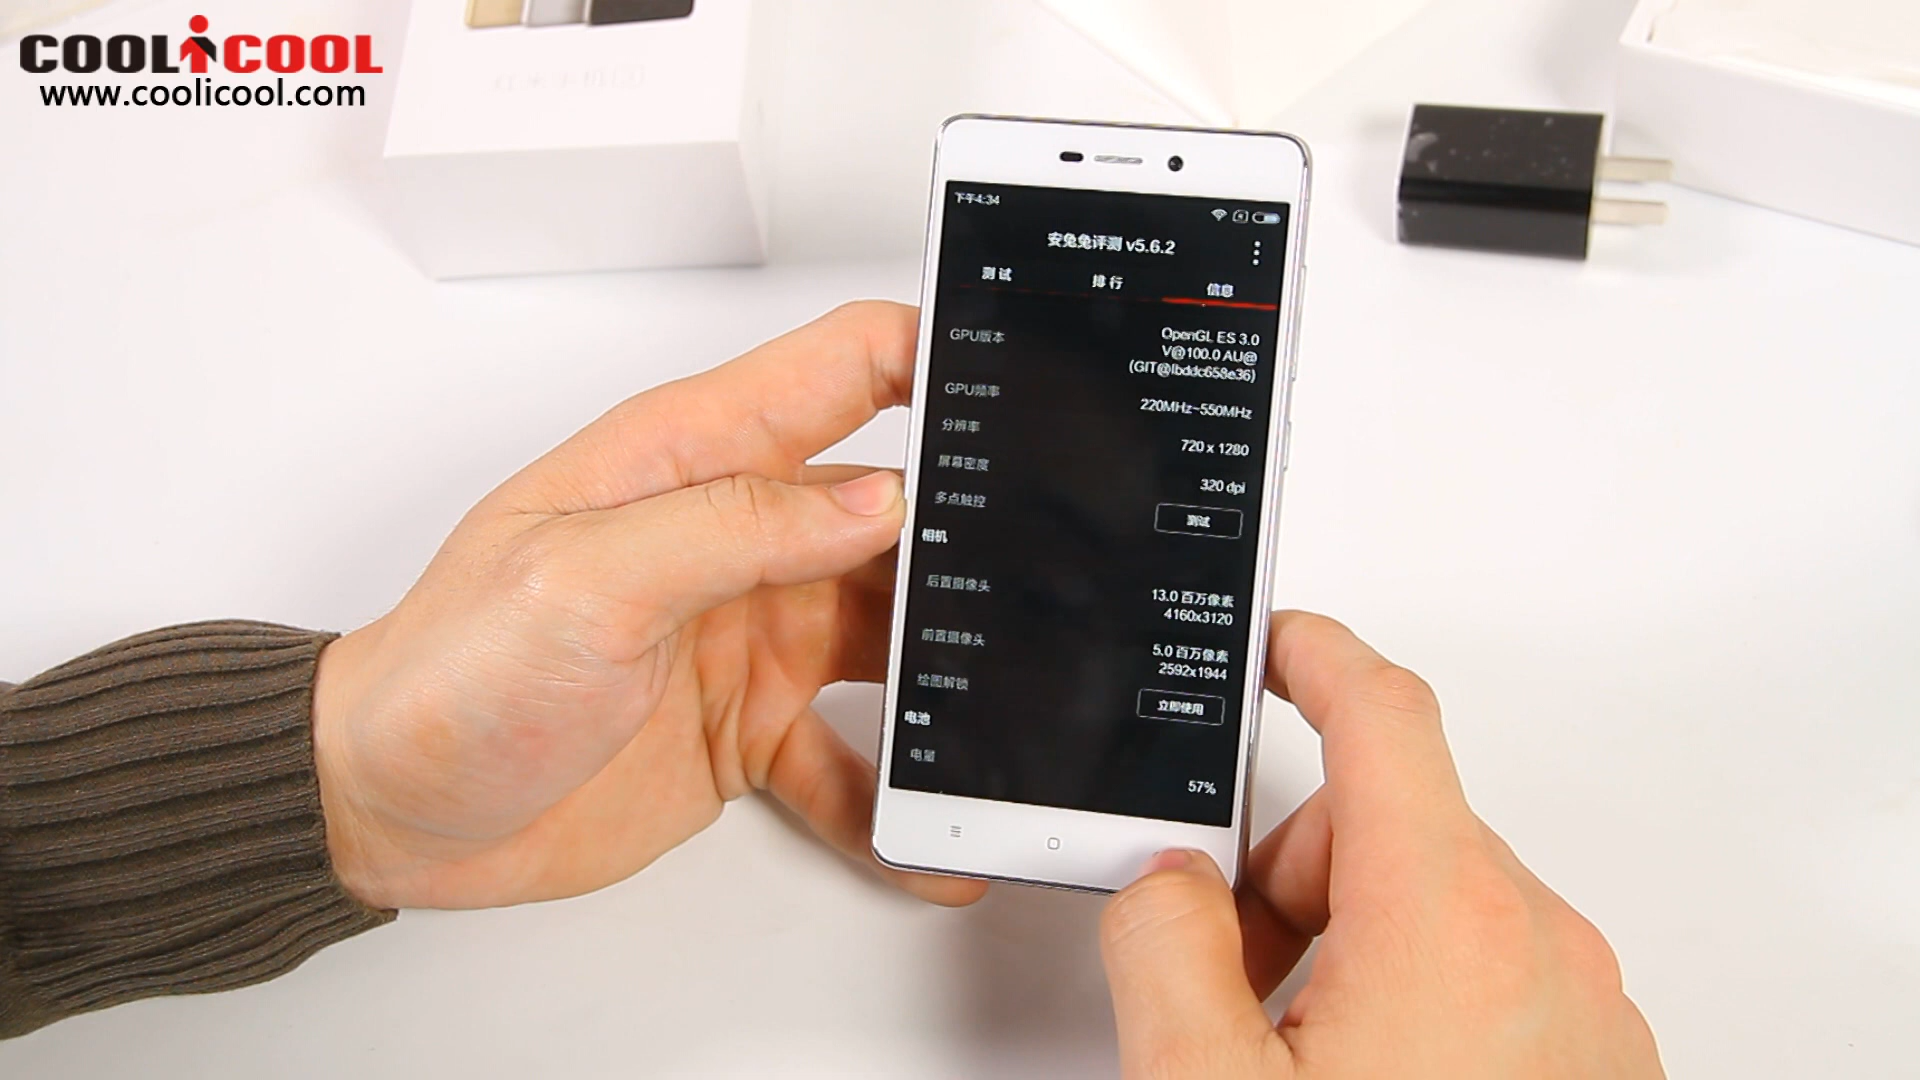 COOLiCOOL
www.coolicool.com
下午4:34
安兔兔评测 v5.6.2
测试 排行 信息
GPU版本 OpenGL ES 3.0
V@100.0 AU@
GPU频率 220MHz~550MHz
分辨率 720 x 1280
屏幕密度 320 dpi
多点触控 测试
相机
后置摄像头 13.0 百万像素
4160x3120
前置摄像头 5.0 百万像素
2592x1944
绘图解锁 立即使用
电池
电量 57%